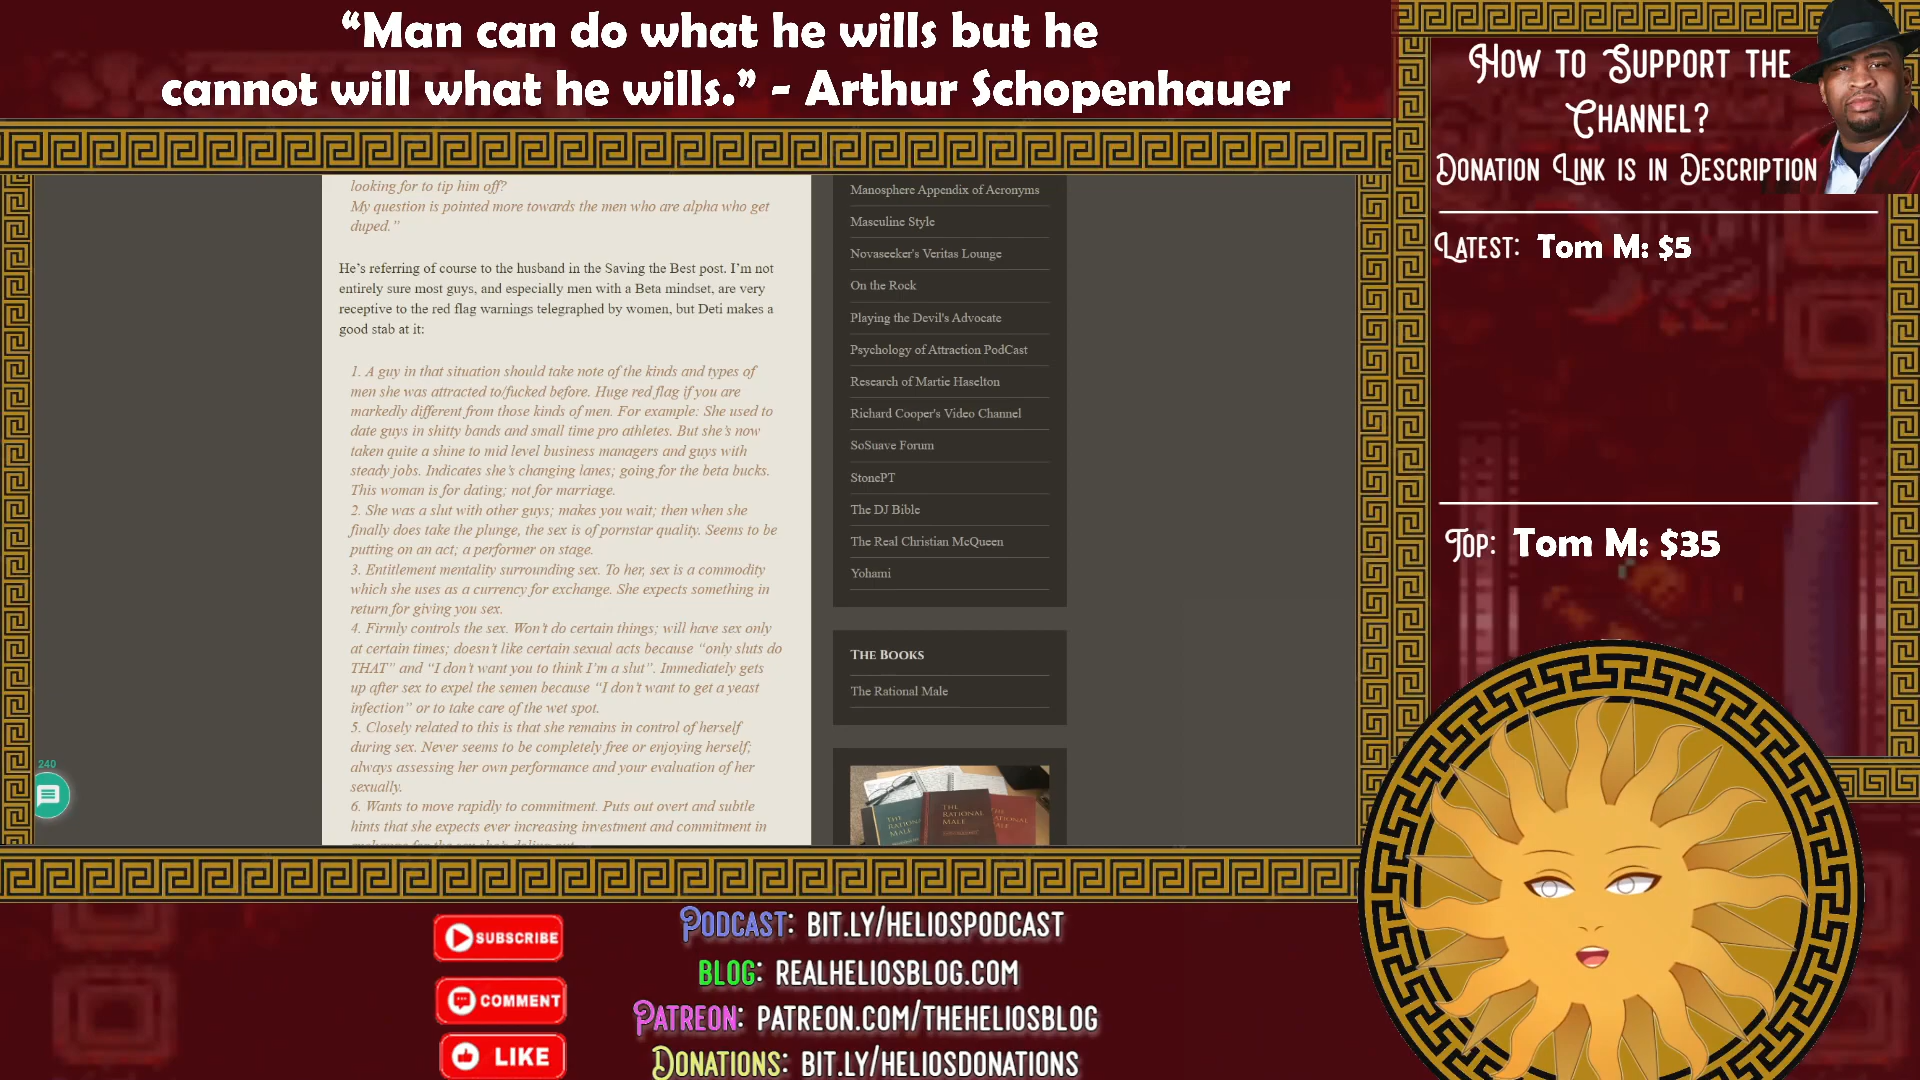 “Man can do what he wills but he
cannot will what he wills.” - Arthur Schopenhauer
How to Support the
Channel?
Donation Link is in Description
Latest: Tom M: $5
Top: Tom M: $35
looking for to tip him off?
My question is pointed more towards the men who are alpha who get
duped.”
He’s referring of course to the husband in the Saving the Best post. I’m not
entirely sure most guys, and especially men with a Beta mindset, are very
receptive to the red flag warnings telegraphed by women, but Deti makes a
good stab at it:
1. A guy in that situation should take note of the kinds and types of
men she was attracted to/fucked before. Huge red flag if you are
markedly different from those kinds of men. For example: She used to
date guys in shitty bands and small time pro athletes. But she’s now
taken quite a shine to mid level business managers and guys with
steady jobs. Indicates she’s changing lanes; going for the beta bucks.
This woman is for dating; not for marriage.
2. She was a slut with other guys; makes you wait; then when she
finally does take the plunge, the sex is of pornstar quality. Seems to be
putting on an act; a performer on stage.
3. Entitlement mentality surrounding sex. To her, sex is a commodity
which she uses as a currency for exchange. She expects something in
return for giving you sex.
4. Firmly controls the sex. Won’t do certain things; will have sex only
at certain times; doesn’t like certain sexual acts because “only sluts do
THAT” and “I don’t want you to think I’m a slut”. Immediately gets
up after sex to expel the semen because “I don’t want to get a yeast
infection” or to take care of the wet spot.
5. Closely related to this is that she remains in control of herself
during sex. Never seems to be completely free or enjoying herself;
always assessing her own performance and your evaluation of her
sexually.
6. Wants to move rapidly to commitment. Puts out overt and subtle
hints that she expects ever increasing investment and commitment in
Manosphere Appendix of Acronyms
Masculine Style
Novaseeker's Veritas Lounge
On the Rock
Playing the Devil's Advocate
Psychology of Attraction PodCast
Research of Martie Haselton
Richard Cooper's Video Channel
SoSuave Forum
StonePT
The DJ Bible
The Real Christian McQueen
Yohami
The Books
The Rational Male
THE
RATIONAL
MALE
240
SUBSCRIBE
COMMENT
LIKE
Podcast: bit.ly/heliospodcast
Blog: realheliosblog.com
Patreon: patreon.com/theheliosblog
Donations: bit.ly/heliosdonations